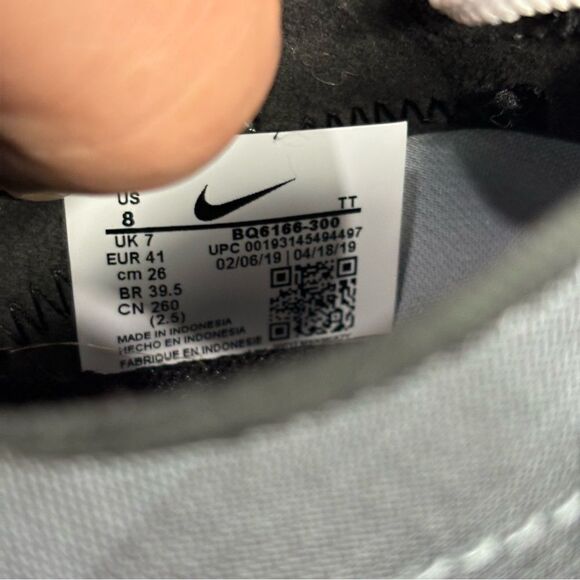 US
8
TT
UK 7
BQ6166-300
EUR 41
UPC 00193145494497
cm 26
02/06/19 | 04/18/19
BR 39.5
CN 260
(2.5)
MADE IN INDONESIA
HECHO EN INDONESIA
FABRIQUE EN INDONESIE